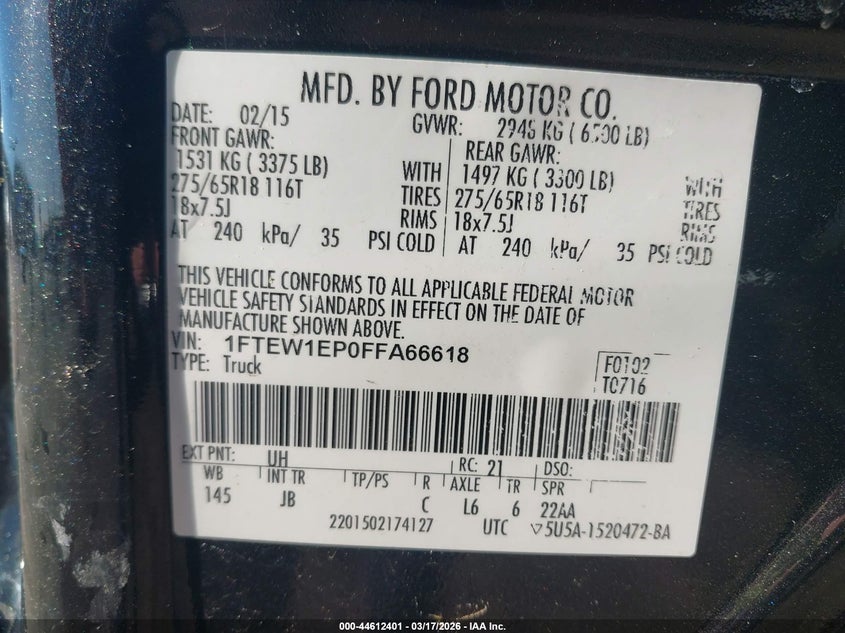 MFD. BY FORD MOTOR CO.
DATE: 02/15 GVWR: 2948 KG ( 6500 LB)
FRONT GAWR: REAR GAWR:
1531 KG ( 3375 LB) WITH 1497 KG ( 3300 LB) WITH
275/65R18 116T TIRES 275/65R18 116T TIRES
18x7.5J RIMS 18x7.5J RIMS
AT 240 kPa/ 35 PSI COLD AT 240 kPa/ 35 PSI COLD
THIS VEHICLE CONFORMS TO ALL APPLICABLE FEDERAL MOTOR
VEHICLE SAFETY STANDARDS IN EFFECT ON THE DATE OF
MANUFACTURE SHOWN ABOVE.
VIN: 1FTEW1EP0FFA66618
TYPE: Truck
F0102
T0716
EXT PNT: UH RC: 21 DSO:
WB INT TR TP/PS R AXLE TR SPR
145 JB C L6 6 22AA
2201502174127 UTC ▽5U5A-1520472-BA
000-44612401 — 03/17/2026 — IAA Inc.